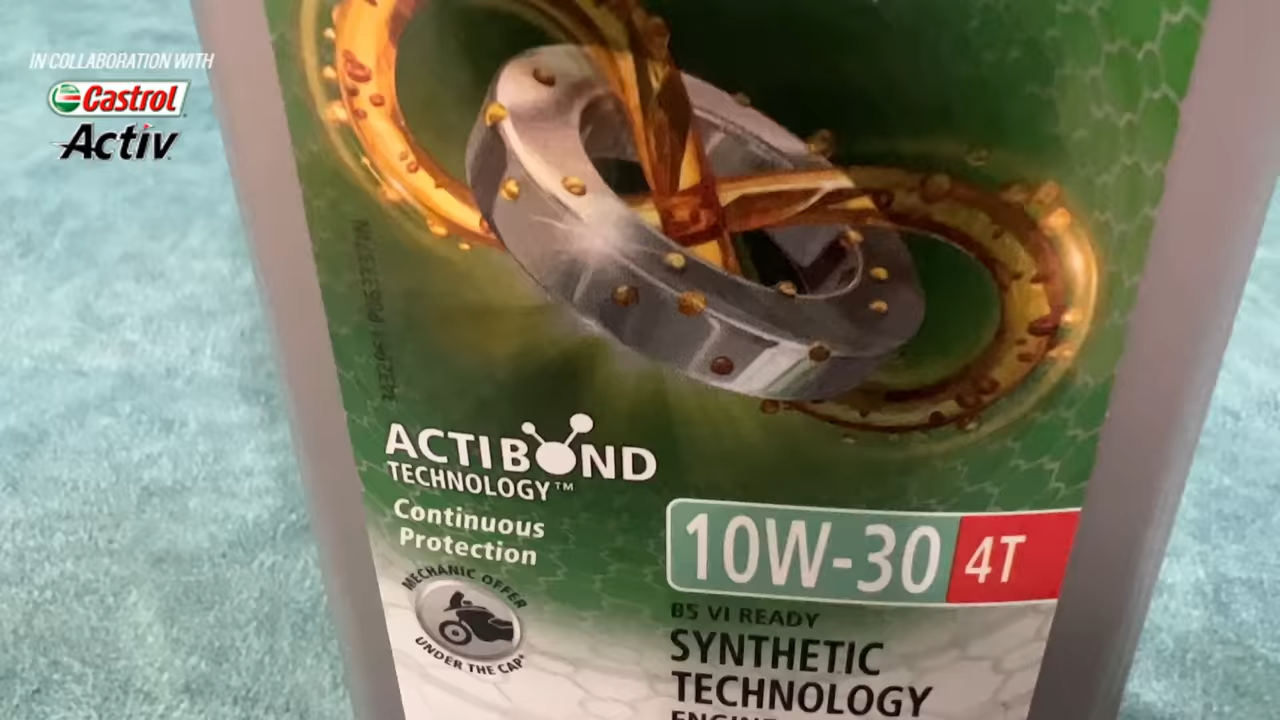 IN COLLABORATION WITH
Castrol
Activ
ACTIBOND
TECHNOLOGY™
Continuous
Protection
MECHANIC OFFER
UNDER THE CAP*
10W-30 4T
BS VI READY
SYNTHETIC
TECHNOLOGY